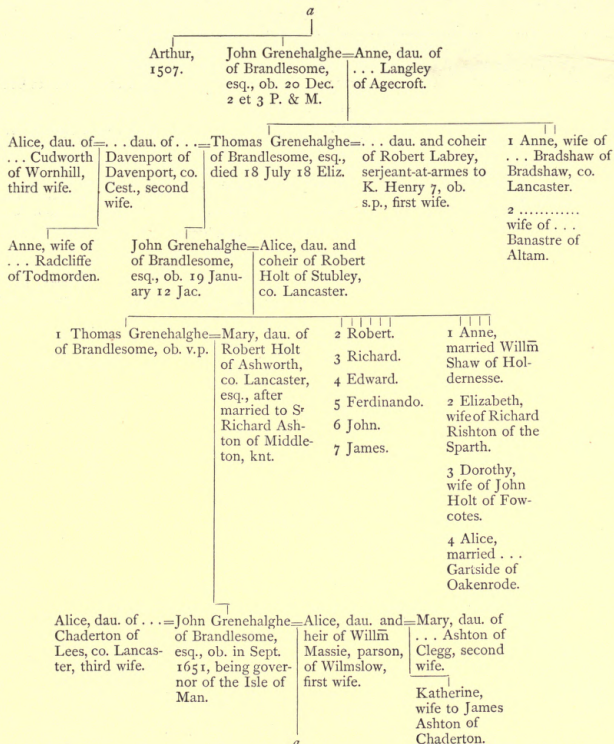 a
Arthur,
1507.
John Grenehalghe=Anne, dau. of
of Brandlesome,
esq., ob. 20 Dec.
2 et 3 P. & M.
... Langley
of Agecroft.
Alice, dau. of=
... Cudworth
of Wornhill,
third wife.
... dau. of ...=
Davenport of
Davenport, co.
Cest., second
wife.
Thomas Grenehalghe=
of Brandlesome, esq.,
died 18 July 18 Eliz.
... dau. and coheir
of Robert Labrey,
serjeant-at-armes to
K. Henry 7, ob.
s.p., first wife.
1 Anne, wife of
... Bradshaw of
Bradshaw, co.
Lancaster.
2 ............
wife of ...
Banastre of
Altam.
Anne, wife of
... Radcliffe
of Todmorden.
John Grenehalghe=
of Brandlesome,
esq., ob. 19 Janu-
ary 12 Jac.
Alice, dau. and
coheir of Robert
Holt of Stubley,
co. Lancaster.
1 Thomas Grenehalghe=
of Brandlesome, ob. v.p.
Mary, dau. of
Robert Holt
of Ashworth,
co. Lancaster,
esq., after
married to Sr
Richard Ash-
ton of Middle-
ton, knt.
2 Robert.
3 Richard.
4 Edward.
5 Ferdinando.
6 John.
7 James.
1 Anne,
married Willm̄
Shaw of Hol-
dernesse.
2 Elizabeth,
wife of Richard
Rishton of the
Sparth.
3 Dorothy,
wife of John
Holt of Fow-
cotes.
4 Alice,
married ...
Gartside of
Oakenrode.
Alice, dau. of ...=
Chaderton of
Lees, co. Lancas-
ter, third wife.
John Grenehalghe=
of Brandlesome,
esq., ob. in Sept.
1651, being gover-
nor of the Isle of
Man.
Alice, dau. and=
heir of Willm̄
Massie, parson,
of Wilmslow,
first wife.
Mary, dau. of
... Ashton of
Clegg, second
wife.
Katherine,
wife to James
Ashton of
Chaderton.
a